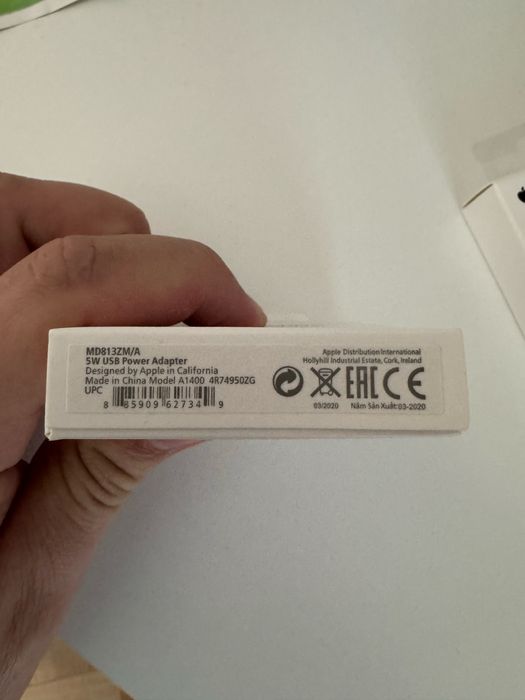 MD813ZM/A
5W USB Power Adapter
Designed by Apple in California
Made in China Model A1400 4R74950ZG
UPC
8 85909 62734 9
Apple Distribution International
Hollyhill Industrial Estate, Cork, Ireland
EAC CE
03/2020 Năm Sản Xuất:03-2020